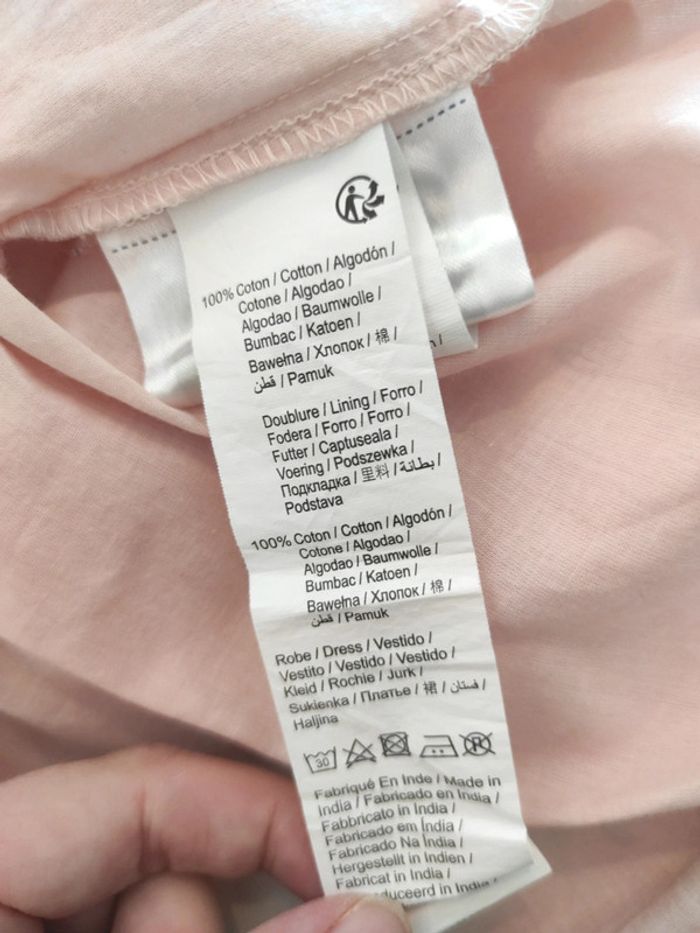 100% Coton / Cotton / Algodón /
Cotone / Algodao /
Algodao / Baumwolle /
Bumbac / Katoen /
Bawełna / Хлопок / 棉 /
قطن / Pamuk
Doublure / Lining / Forro /
Fodera / Forro / Forro /
Futter / Captuseala /
Voering / Podszewka /
Подкладка / 里料 / بطانة /
Podstava
100% Coton / Cotton / Algodón /
Cotone / Algodao /
Algodao / Baumwolle /
Bumbac / Katoen /
Bawełna / Хлопок / 棉 /
قطن / Pamuk
Robe / Dress / Vestido /
Vestito / Vestido / Vestido /
Kleid / Rochie / Jurk /
Sukienka / Платье / 裙 / فستان /
Haljina
30
Fabriqué En Inde / Made in
India / Fabricado en India /
Fabbricato in India /
Fabricado em Índia /
Fabricado Na Índia /
Hergestellt in Indien /
Fabricat in India /
in India